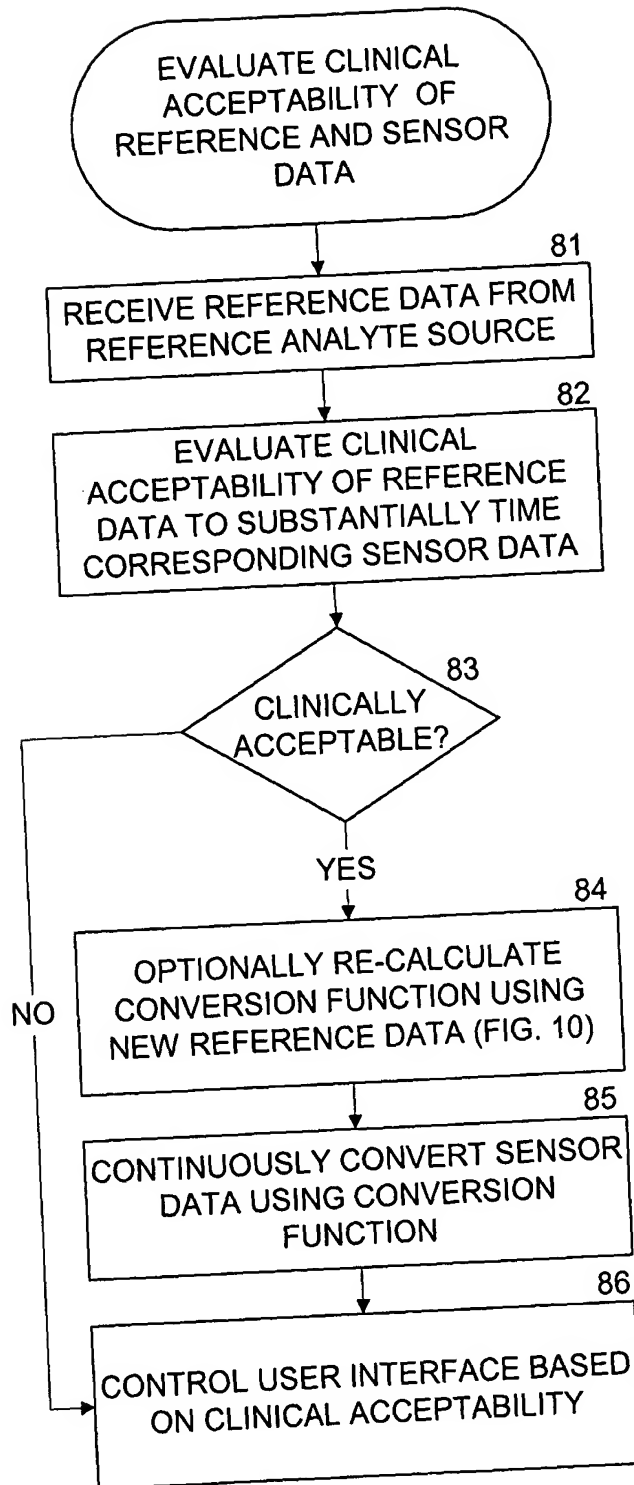 EVALUATE CLINICAL
ACCEPTABILITY OF
REFERENCE AND SENSOR
DATA
81
RECEIVE REFERENCE DATA FROM
REFERENCE ANALYTE SOURCE
82
EVALUATE CLINICAL
ACCEPTABILITY OF REFERENCE
DATA TO SUBSTANTIALLY TIME
CORRESPONDING SENSOR DATA
83
CLINICALLY
ACCEPTABLE?
YES
84
OPTIONALLY RE-CALCULATE
CONVERSION FUNCTION USING
NEW REFERENCE DATA (FIG. 10)
NO
85
CONTINUOUSLY CONVERT SENSOR
DATA USING CONVERSION
FUNCTION
86
CONTROL USER INTERFACE BASED
ON CLINICAL ACCEPTABILITY